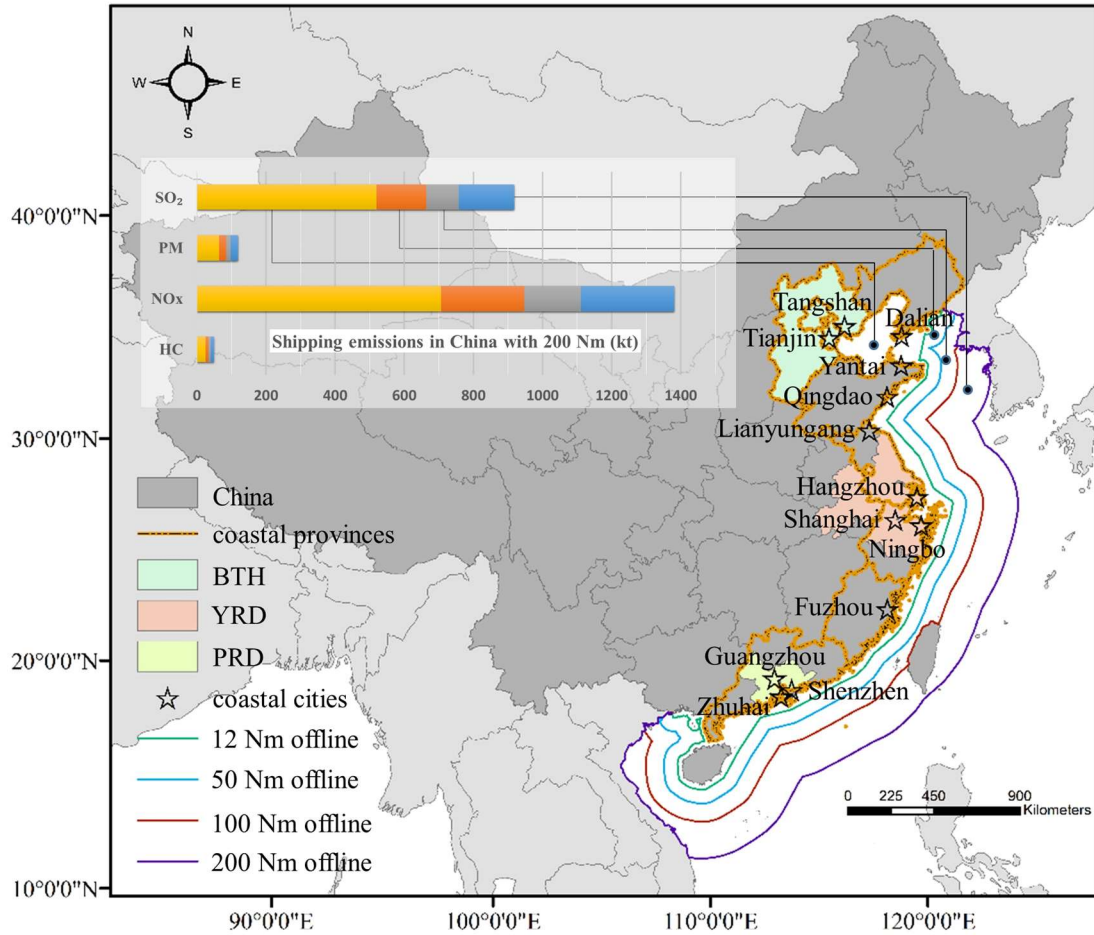 N
W E
S
SO₂
PM
NOx
HC
Shipping emissions in China with 200 Nm (kt)
0 200 400 600 800 1000 1200 1400
40°0'0"N
30°0'0"N
20°0'0"N
10°0'0"N
90°0'0"E 100°0'0"E 110°0'0"E 120°0'0"E
Tangshan
Dalian
Tianjin
Yantai
Qingdao
Lianyungang
Hangzhou
Shanghai
Ningbo
Fuzhou
Guangzhou
Shenzhen
Zhuhai
China
coastal provinces
BTH
YRD
PRD
coastal cities
12 Nm offline
50 Nm offline
100 Nm offline
200 Nm offline
0 225 450 900
Kilometers